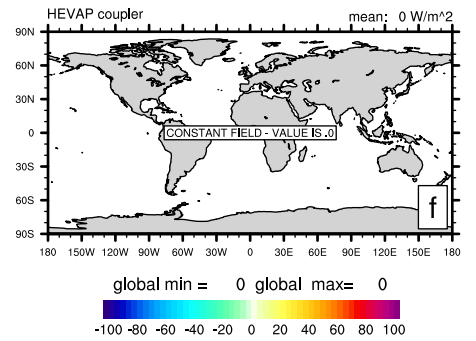 HEVAP coupler mean: 0 W/m^2
90N
60N
30N
0
30S
60S
90S
CONSTANT FIELD - VALUE IS .0
f
180 150W 120W 90W 60W 30W 0 30E 60E 90E 120E 150E 180
global min = 0 global max= 0
-100 -80 -60 -40 -20 0 20 40 60 80 100